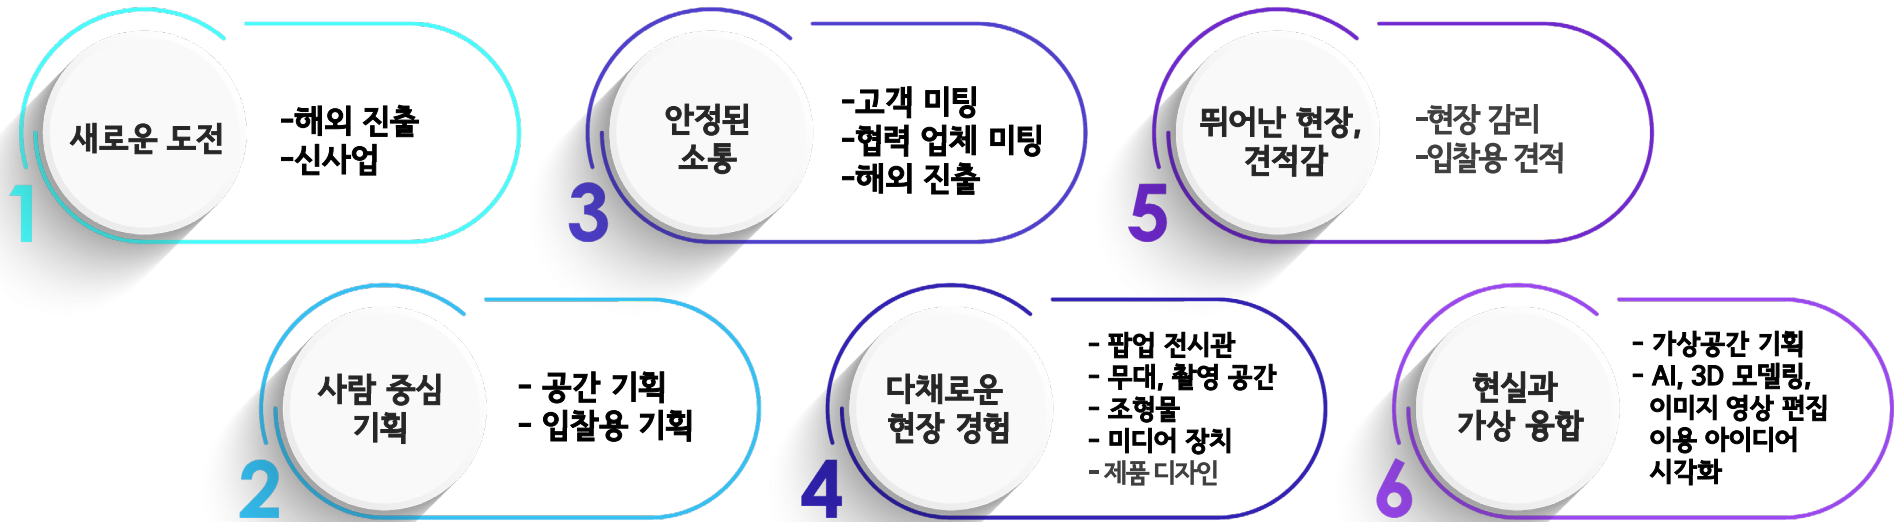 1
새로운 도전
-해외 진출
-신사업
2
사람 중심
기획
- 공간 기획
- 입찰용 기획
3
안정된
소통
-고객 미팅
-협력 업체 미팅
-해외 진출
4
다채로운
현장 경험
- 팝업 전시관
- 무대, 촬영 공간
- 조형물
- 미디어 장치
- 제품 디자인
5
뛰어난 현장,
견적감
-현장 감리
-입찰용 견적
6
현실과
가상 융합
- 가상공간 기획
- AI, 3D 모델링,
이미지 영상 편집
이용 아이디어
시각화